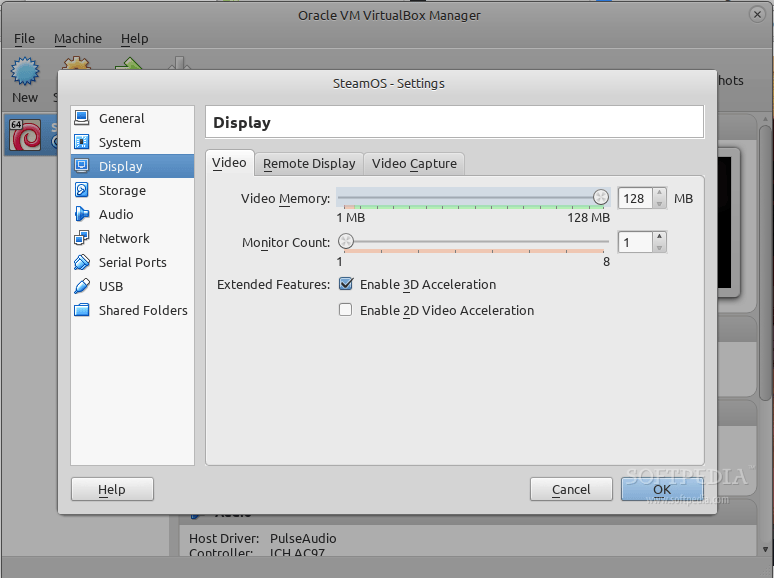 Oracle VM VirtualBox Manager
File Machine Help
New
hots
SteamOS - Settings
64
General
System
Display
Storage
Audio
Network
Serial Ports
USB
Shared Folders
Display
Video Remote Display Video Capture
Video Memory: 128 MB
1 MB 128 MB
Monitor Count: 1
1 8
Extended Features: Enable 3D Acceleration
Enable 2D Video Acceleration
SOFTPEDIA
www.softpedia.com
Help Cancel OK
Audio
Host Driver: PulseAudio
Controller: ICH AC97